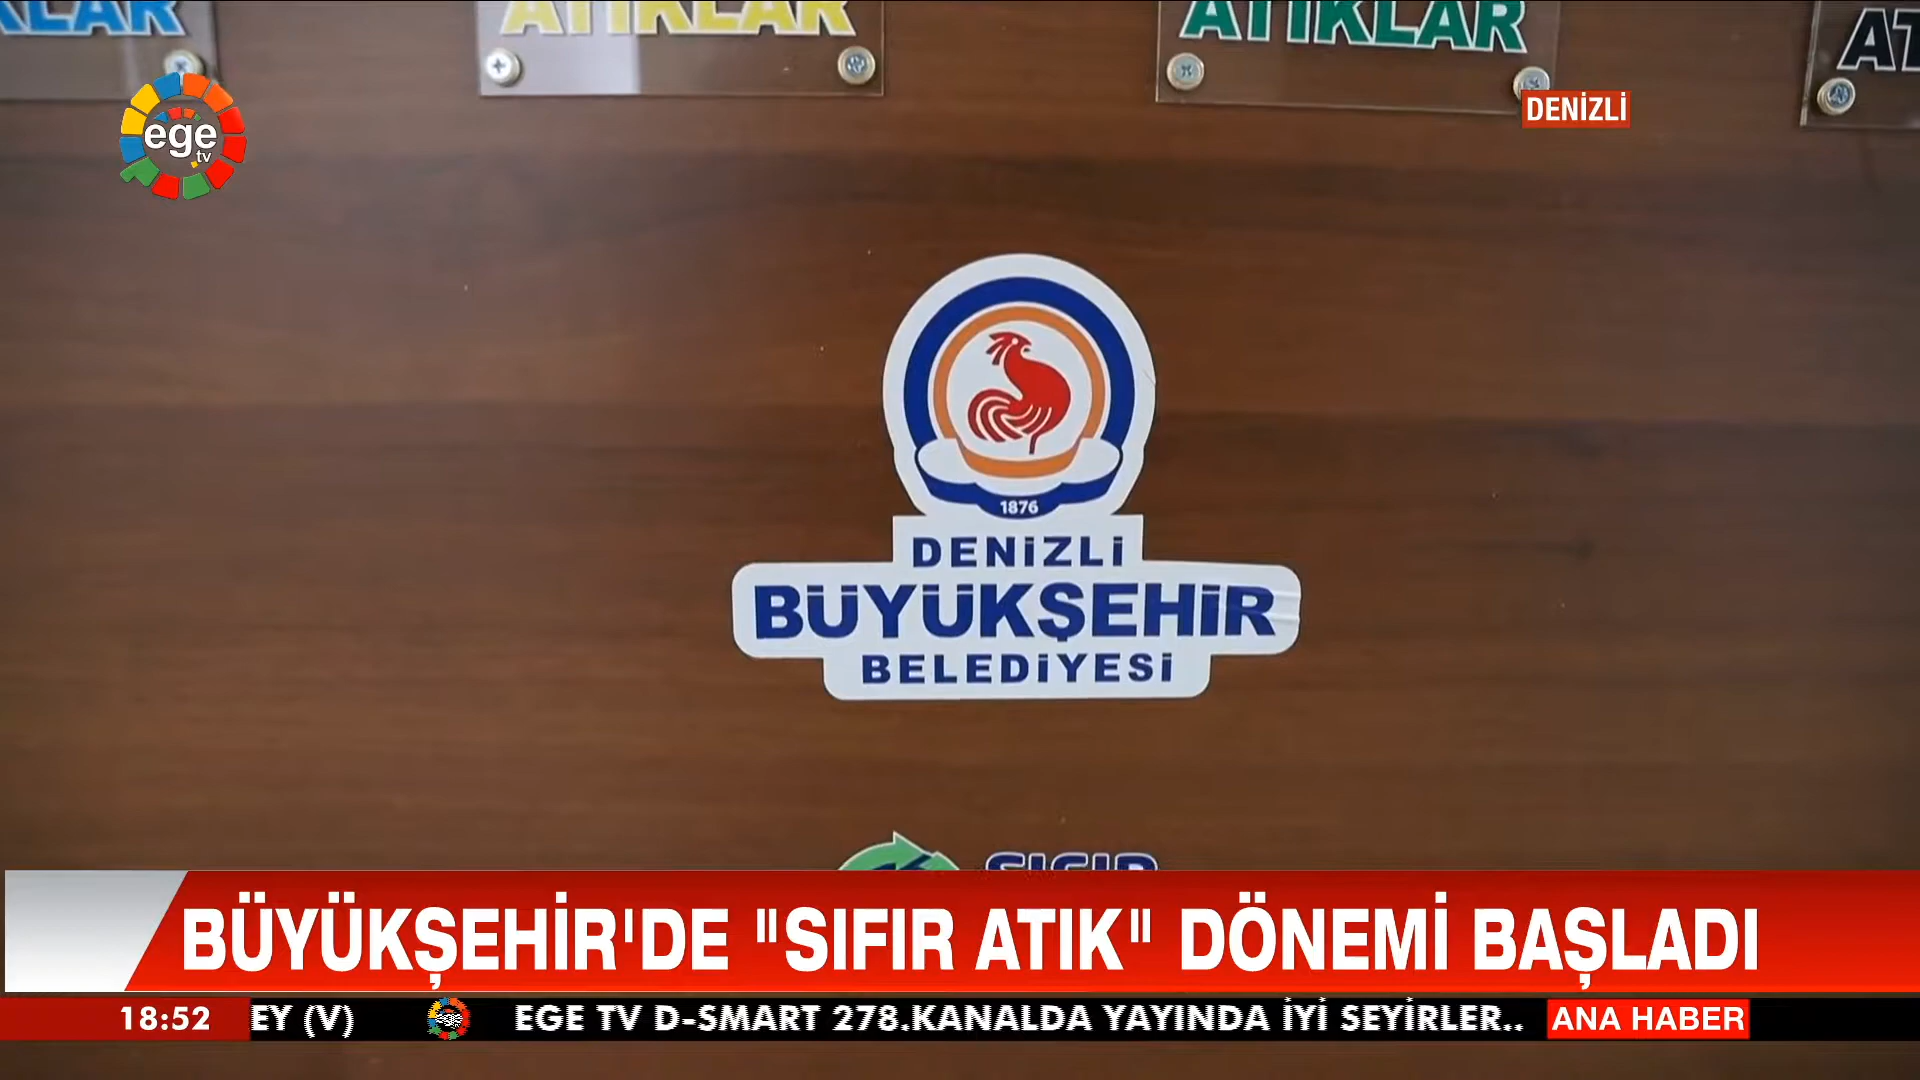 ATIKLAR
ATIKLAR
DENİZLİ
ege
tv
1876
DENİZLİ
BÜYÜKŞEHİR
BELEDİYESİ
SIFIR
BÜYÜKŞEHİR'DE "SIFIR ATIK" DÖNEMİ BAŞLADI
18:52 EY (V) EGE TV D-SMART 278.KANALDA YAYINDA İYİ SEYİRLER.. ANA HABER